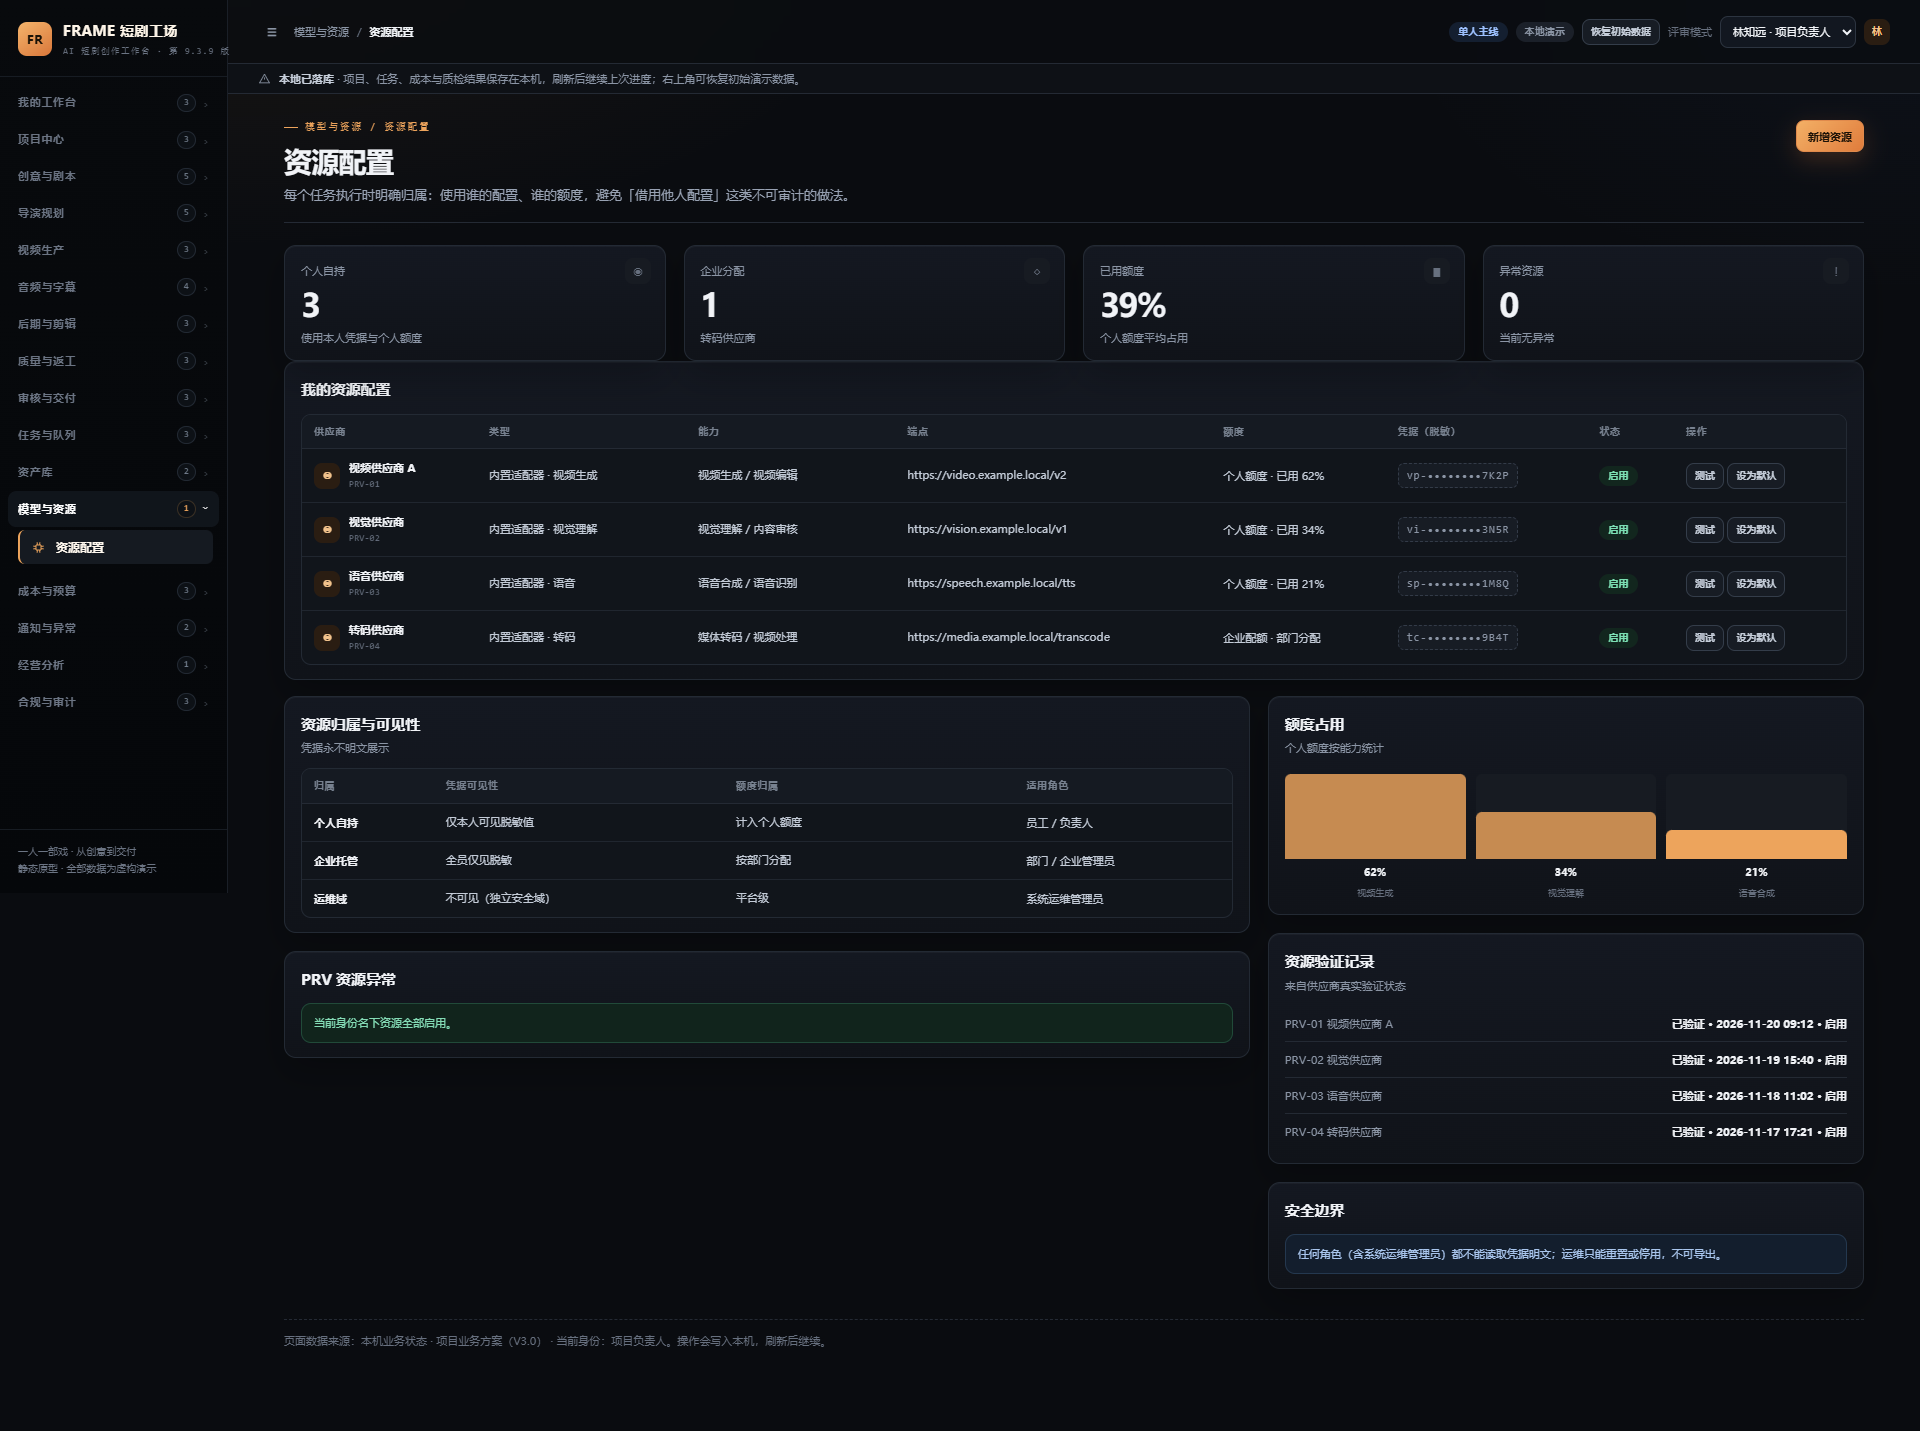 FR
FRAME 短剧工场
AI 短剧创作工作台 · 第 9.3.9 版
☰ 模型与资源 / 资源配置
单人主线 本地演示 恢复初始数据 评审模式 林知远 · 项目负责人 林
本地已落库 · 项目、任务、成本与质检结果保存在本机，刷新后继续上次进度；右上角可恢复初始演示数据。
我的工作台 3
项目中心 3
创意与剧本 5
导演规划 5
视频生产 3
音频与字幕 4
后期与剪辑 3
质量与返工 3
审核与交付 3
任务与队列 3
资产库 2
模型与资源 1
资源配置
成本与预算 3
通知与异常 2
经营分析 1
合规与审计 3
一人一部戏 · 从创意到交付
静态原型 · 全部数据为虚构演示
— 模型与资源 / 资源配置
资源配置
每个任务执行时明确归属：使用谁的配置、谁的额度，避免「借用他人配置」这类不可审计的做法。
新增资源
个人自持
3
使用本人凭据与个人额度
企业分配
1
转码供应商
已用额度
39%
个人额度平均占用
异常资源 !
0
当前无异常
我的资源配置
供应商 类型 能力 端点 额度 凭据（脱敏） 状态 操作
视频供应商 A
PRV-01
内置适配器 · 视频生成 视频生成 / 视频编辑 https://video.example.local/v2 个人额度 · 已用 62% vp-••••••••7K2P 启用 测试 设为默认
视觉供应商
PRV-02
内置适配器 · 视觉理解 视觉理解 / 内容审核 https://vision.example.local/v1 个人额度 · 已用 34% vi-••••••••3N5R 启用 测试 设为默认
语音供应商
PRV-03
内置适配器 · 语音 语音合成 / 语音识别 https://speech.example.local/tts 个人额度 · 已用 21% sp-••••••••1M8Q 启用 测试 设为默认
转码供应商
PRV-04
内置适配器 · 转码 媒体转码 / 视频处理 https://media.example.local/transcode 企业配额 · 部门分配 tc-••••••••9B4T 启用 测试 设为默认
资源归属与可见性
凭据永不明文展示
归属 凭据可见性 额度归属 适用角色
个人自持 仅本人可见脱敏值 计入个人额度 员工 / 负责人
企业托管 全员仅见脱敏 按部门分配 部门 / 企业管理员
运维域 不可见（独立安全域） 平台级 系统运维管理员
PRV 资源异常
当前身份名下资源全部启用。
额度占用
个人额度按能力统计
62% 34% 21%
视频生成 视觉理解 语音合成
资源验证记录
来自供应商真实验证状态
PRV-01 视频供应商 A 已验证 • 2026-11-20 09:12 • 启用
PRV-02 视觉供应商 已验证 • 2026-11-19 15:40 • 启用
PRV-03 语音供应商 已验证 • 2026-11-18 11:02 • 启用
PRV-04 转码供应商 已验证 • 2026-11-17 17:21 • 启用
安全边界
任何角色（含系统运维管理员）都不能读取凭据明文；运维只能重置或停用，不可导出。
页面数据来源：本机业务状态 · 项目业务方案（V3.0） · 当前身份：项目负责人。操作会写入本机，刷新后继续。